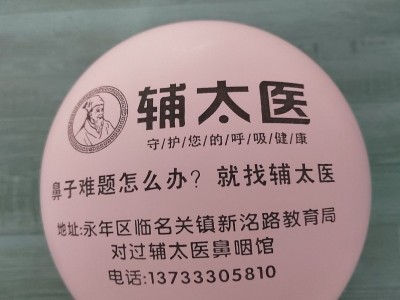 辅太医
守/护/您/的/呼/吸/健/康
鼻子难题怎么办？就找辅太医
地址:永年区临名关镇新洺路教育局
对过辅太医鼻咽馆
电话:13733305810